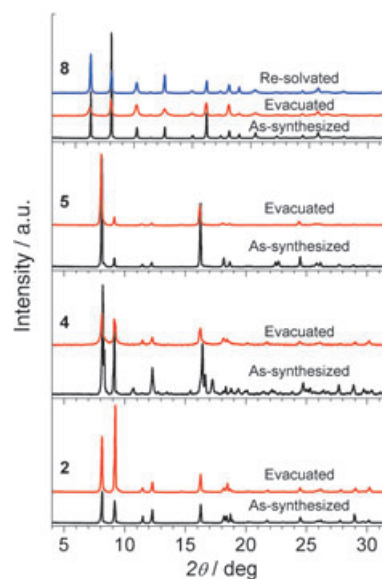 8
Re-solvated
Evacuated
As-synthesized
5
Evacuated
As-synthesized
4
Evacuated
As-synthesized
2
Evacuated
As-synthesized
Intensity / a.u.
5 10 15 20 25 30
2θ / deg